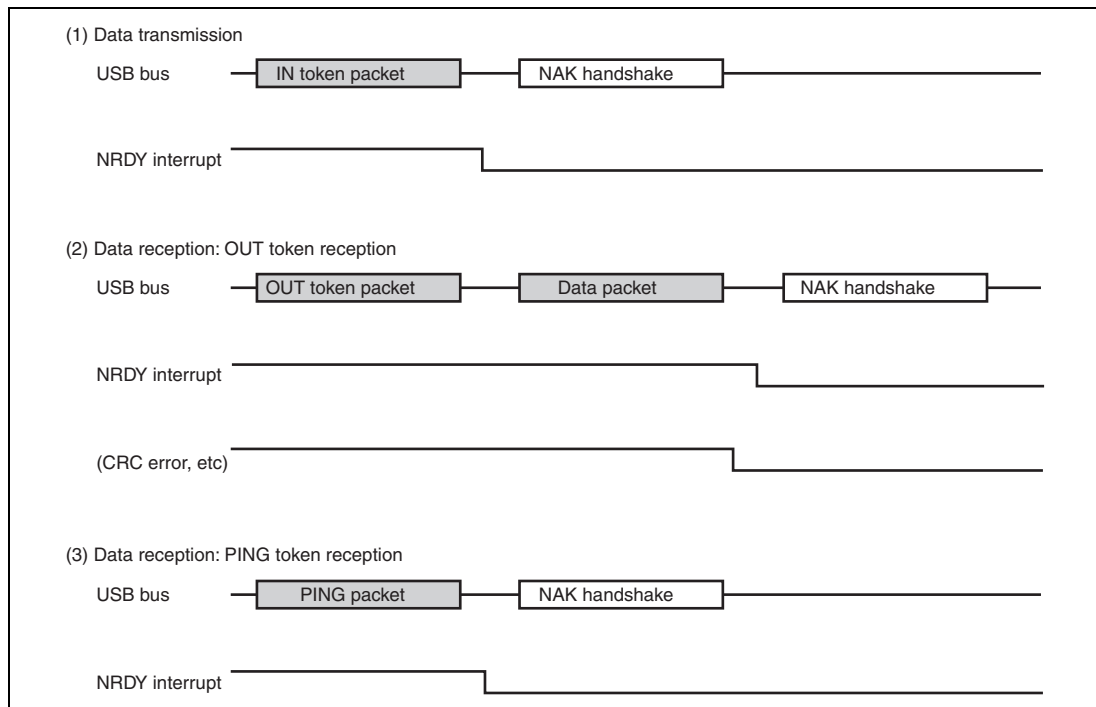 (1) Data transmission
USB bus
IN token packet
NAK handshake
NRDY interrupt
(2) Data reception: OUT token reception
USB bus
OUT token packet
Data packet
NAK handshake
NRDY interrupt
(CRC error, etc)
(3) Data reception: PING token reception
USB bus
PING packet
NAK handshake
NRDY interrupt